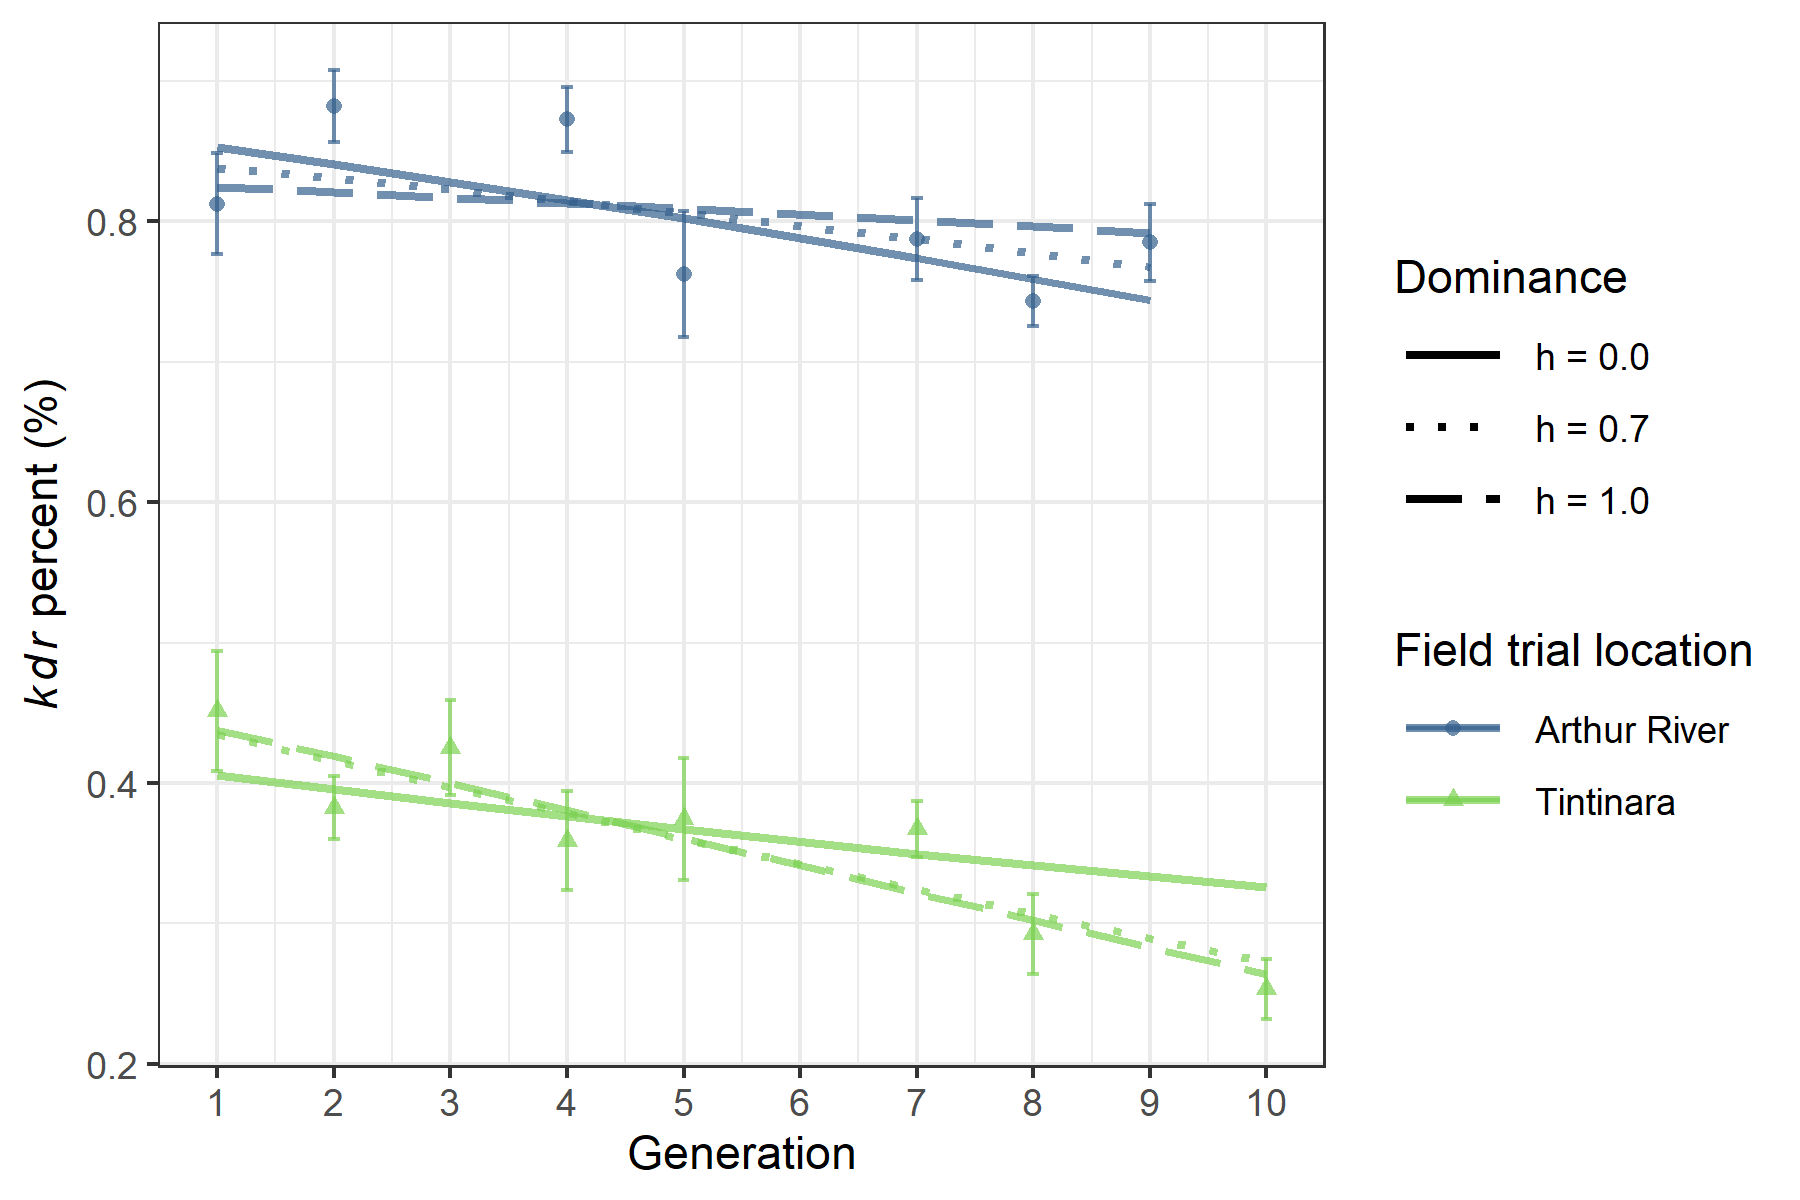 kdr percent (%)
0.8
0.6
0.4
0.2
1 2 3 4 5 6 7 8 9 10
Generation
Dominance
h = 0.0
h = 0.7
h = 1.0
Field trial location
Arthur River
Tintinara